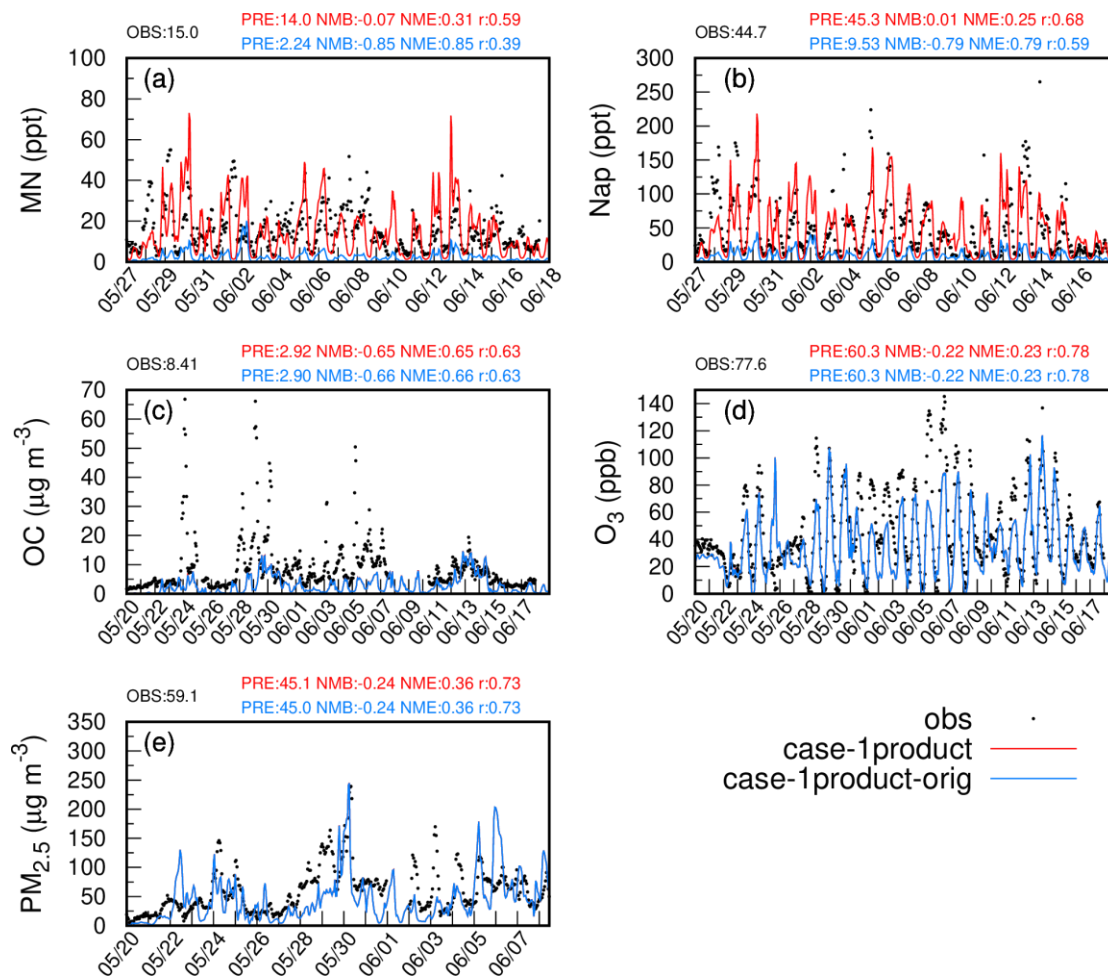 PRE:14.0 NMB:-0.07 NME:0.31 r:0.59
OBS:15.0
PRE:2.24 NMB:-0.85 NME:0.85 r:0.39
(a)
MN (ppt)
100
80
60
40
20
0
05/27 05/29 05/31 06/02 06/04 06/06 06/08 06/10 06/12 06/14 06/16 06/18
PRE:45.3 NMB:0.01 NME:0.25 r:0.68
OBS:44.7
PRE:9.53 NMB:-0.79 NME:0.79 r:0.59
(b)
Nap (ppt)
300
250
200
150
100
50
0
05/27 05/29 05/31 06/02 06/04 06/06 06/08 06/10 06/12 06/14 06/16
PRE:2.92 NMB:-0.65 NME:0.65 r:0.63
OBS:8.41
PRE:2.90 NMB:-0.66 NME:0.66 r:0.63
(c)
OC (μg m⁻³)
70
60
50
40
30
20
10
0
05/20 05/22 05/24 05/26 05/28 05/30 06/01 06/03 06/05 06/07 06/09 06/11 06/13 06/15 06/17
PRE:60.3 NMB:-0.22 NME:0.23 r:0.78
OBS:77.6
PRE:60.3 NMB:-0.22 NME:0.23 r:0.78
(d)
O₃ (ppb)
140
120
100
80
60
40
20
0
05/20 05/22 05/24 05/26 05/28 05/30 06/01 06/03 06/05 06/07 06/09 06/11 06/13 06/15 06/17
PRE:45.1 NMB:-0.24 NME:0.36 r:0.73
OBS:59.1
PRE:45.0 NMB:-0.24 NME:0.36 r:0.73
(e)
PM₂.₅ (μg m⁻³)
350
300
250
200
150
100
50
0
05/20 05/22 05/24 05/26 05/28 05/30 06/01 06/03 06/05 06/07
obs
case-1product
case-1product-orig